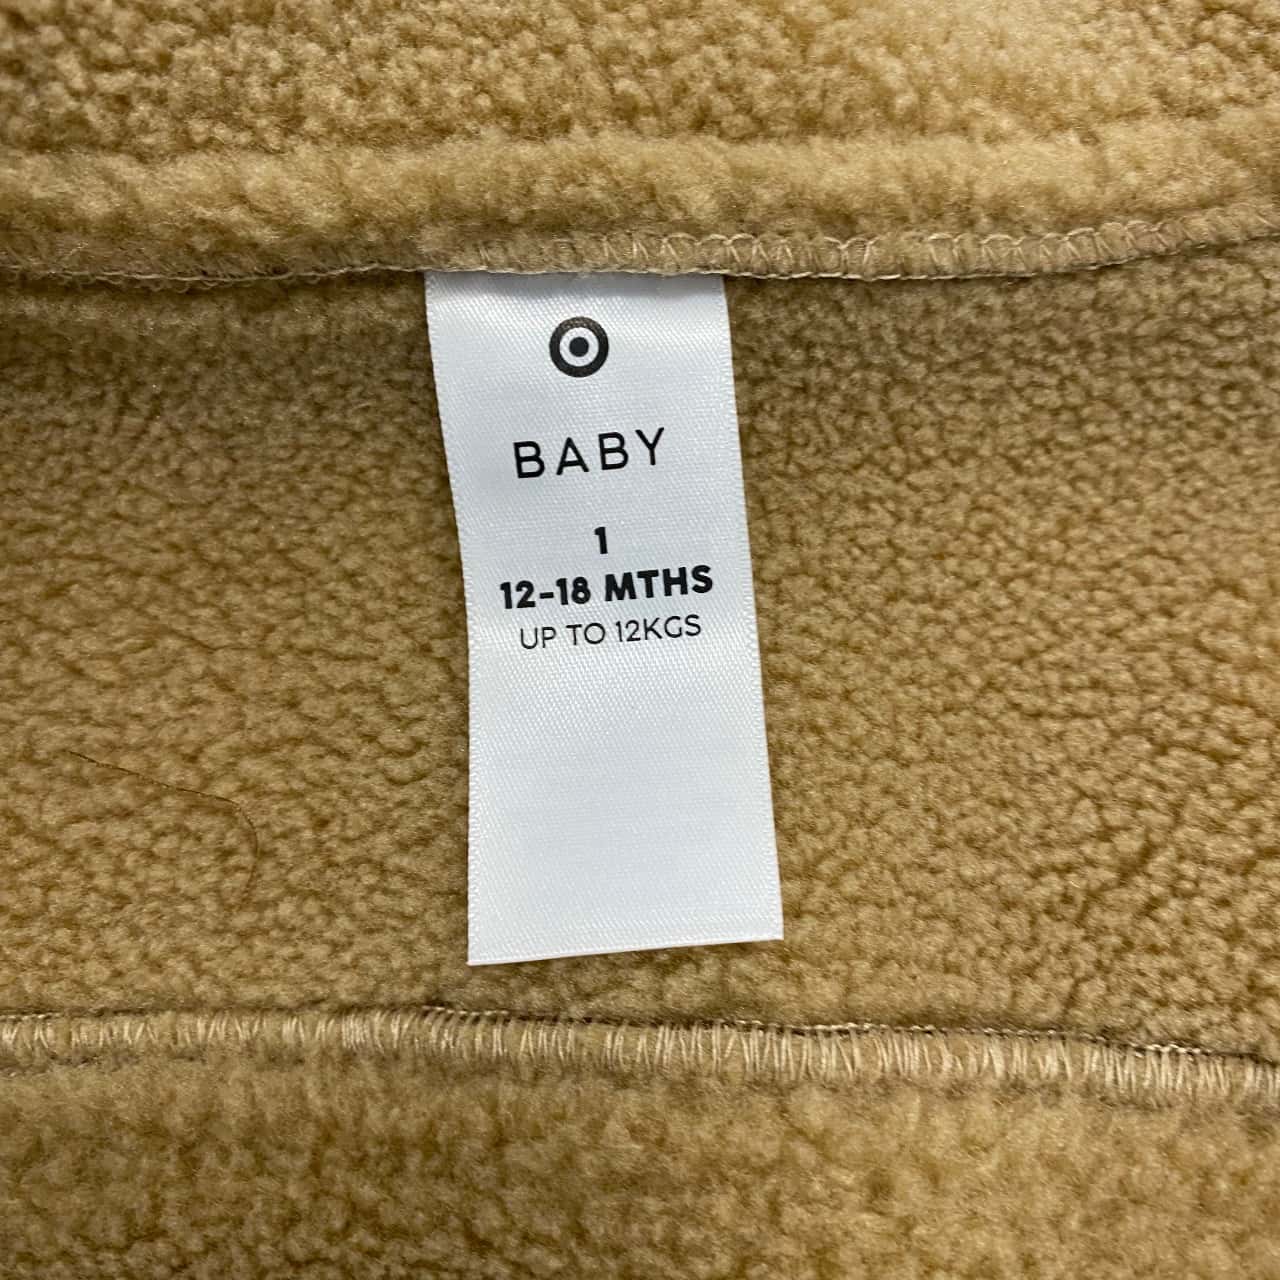 BABY
1
12-18 MTHS
UP TO 12KGS